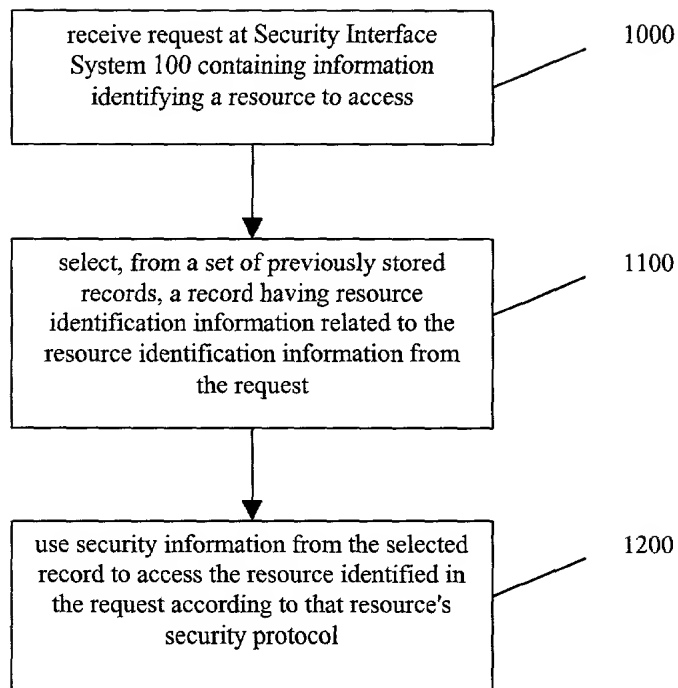 receive request at Security Interface
System 100 containing information
identifying a resource to access
1000
select, from a set of previously stored
records, a record having resource
identification information related to the
resource identification information from
the request
1100
use security information from the selected
record to access the resource identified in
the request according to that resource's
security protocol
1200